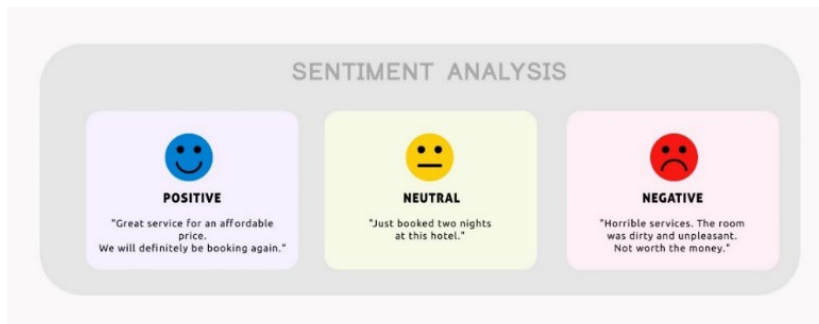 SENTIMENT ANALYSIS
POSITIVE
"Great service for an affordable
price.
We will definitely be booking again."
NEUTRAL
"Just booked two nights
at this hotel."
NEGATIVE
"Horrible services. The room
was dirty and unpleasant.
Not worth the money."